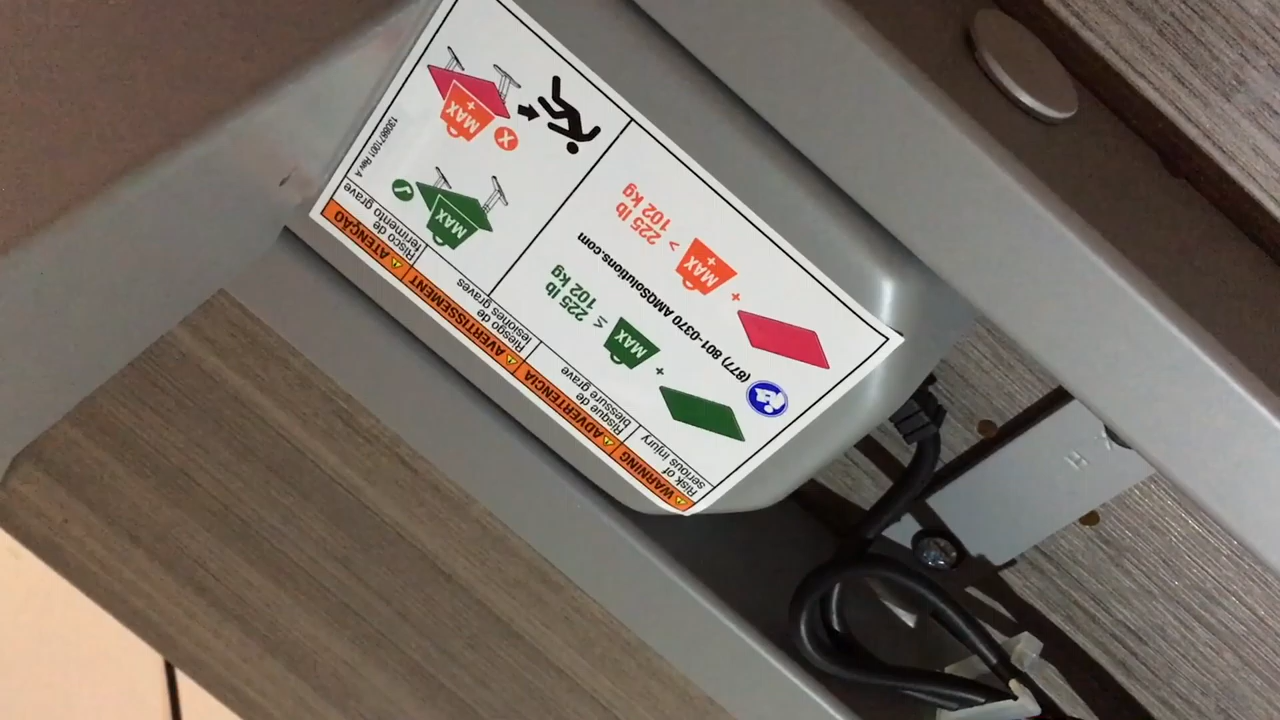 WARNING
Risk of
serious injury
ADVERTENCIA
Risque de
blessure grave
AVERTISSEMENT
Riesgo de
lesiones graves
ATENÇÃO
Risco de
ferimento grave
+ MAX ≤ 225 lb
102 kg
(877) 801-0370 AMQSolutions.com
+ MAX + > 225 lb
102 kg
MAX
MAX +
X
Rev A
H